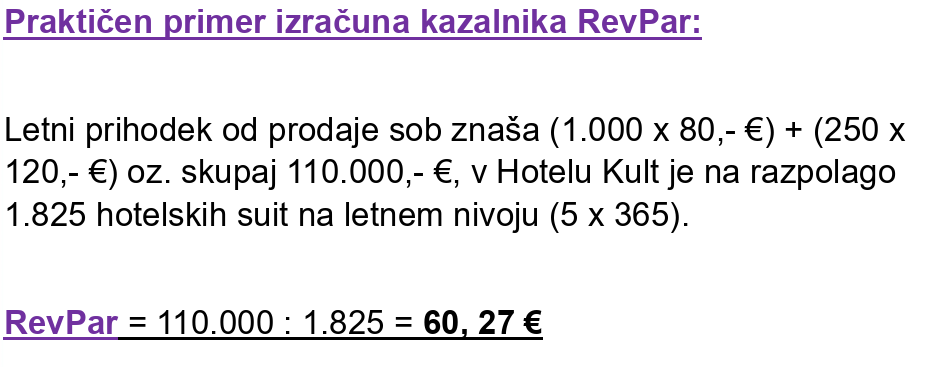 Praktičen primer izračuna kazalnika RevPar:
Letni prihodek od prodaje sob znaša (1.000 x 80,- €) + (250 x
120,- €) oz. skupaj 110.000,- €, v Hotelu Kult je na razpolago
1.825 hotelskih suit na letnem nivoju (5 x 365).
RevPar = 110.000 : 1.825 = 60, 27 €